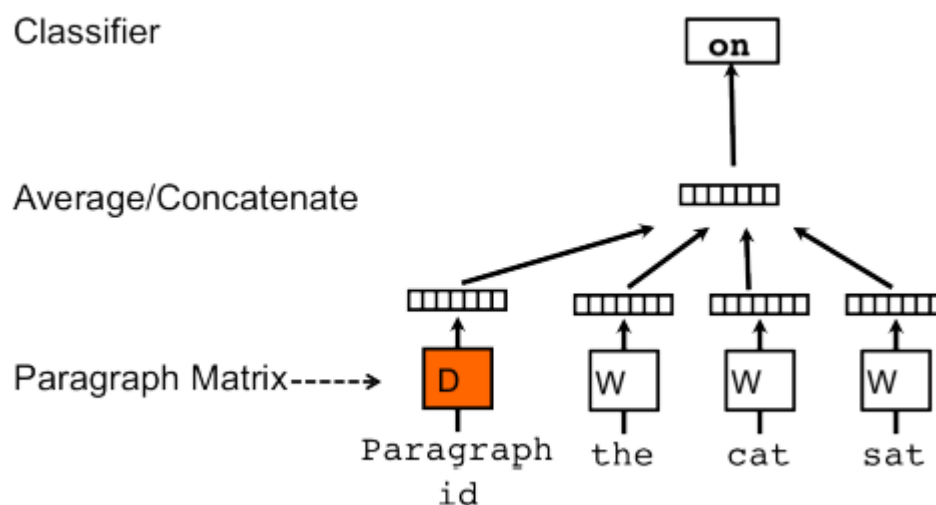 Classifier
on
Average/Concatenate
Paragraph Matrix
D
W
W
W
Paragraph
id
the
cat
sat